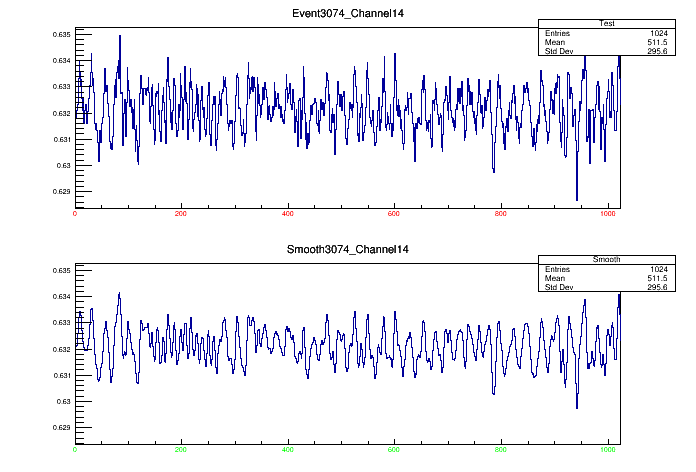 Event3074_Channel14
Test
Entries 1024
Mean 511.5
Std Dev 295.6
0.635
0.634
0.633
0.632
0.631
0.63
0.629
0 200 400 600 800 1000
Smooth3074_Channel14
Smooth
Entries 1024
Mean 511.5
Std Dev 295.6
0.635
0.634
0.633
0.632
0.631
0.63
0.629
0 200 400 600 800 1000